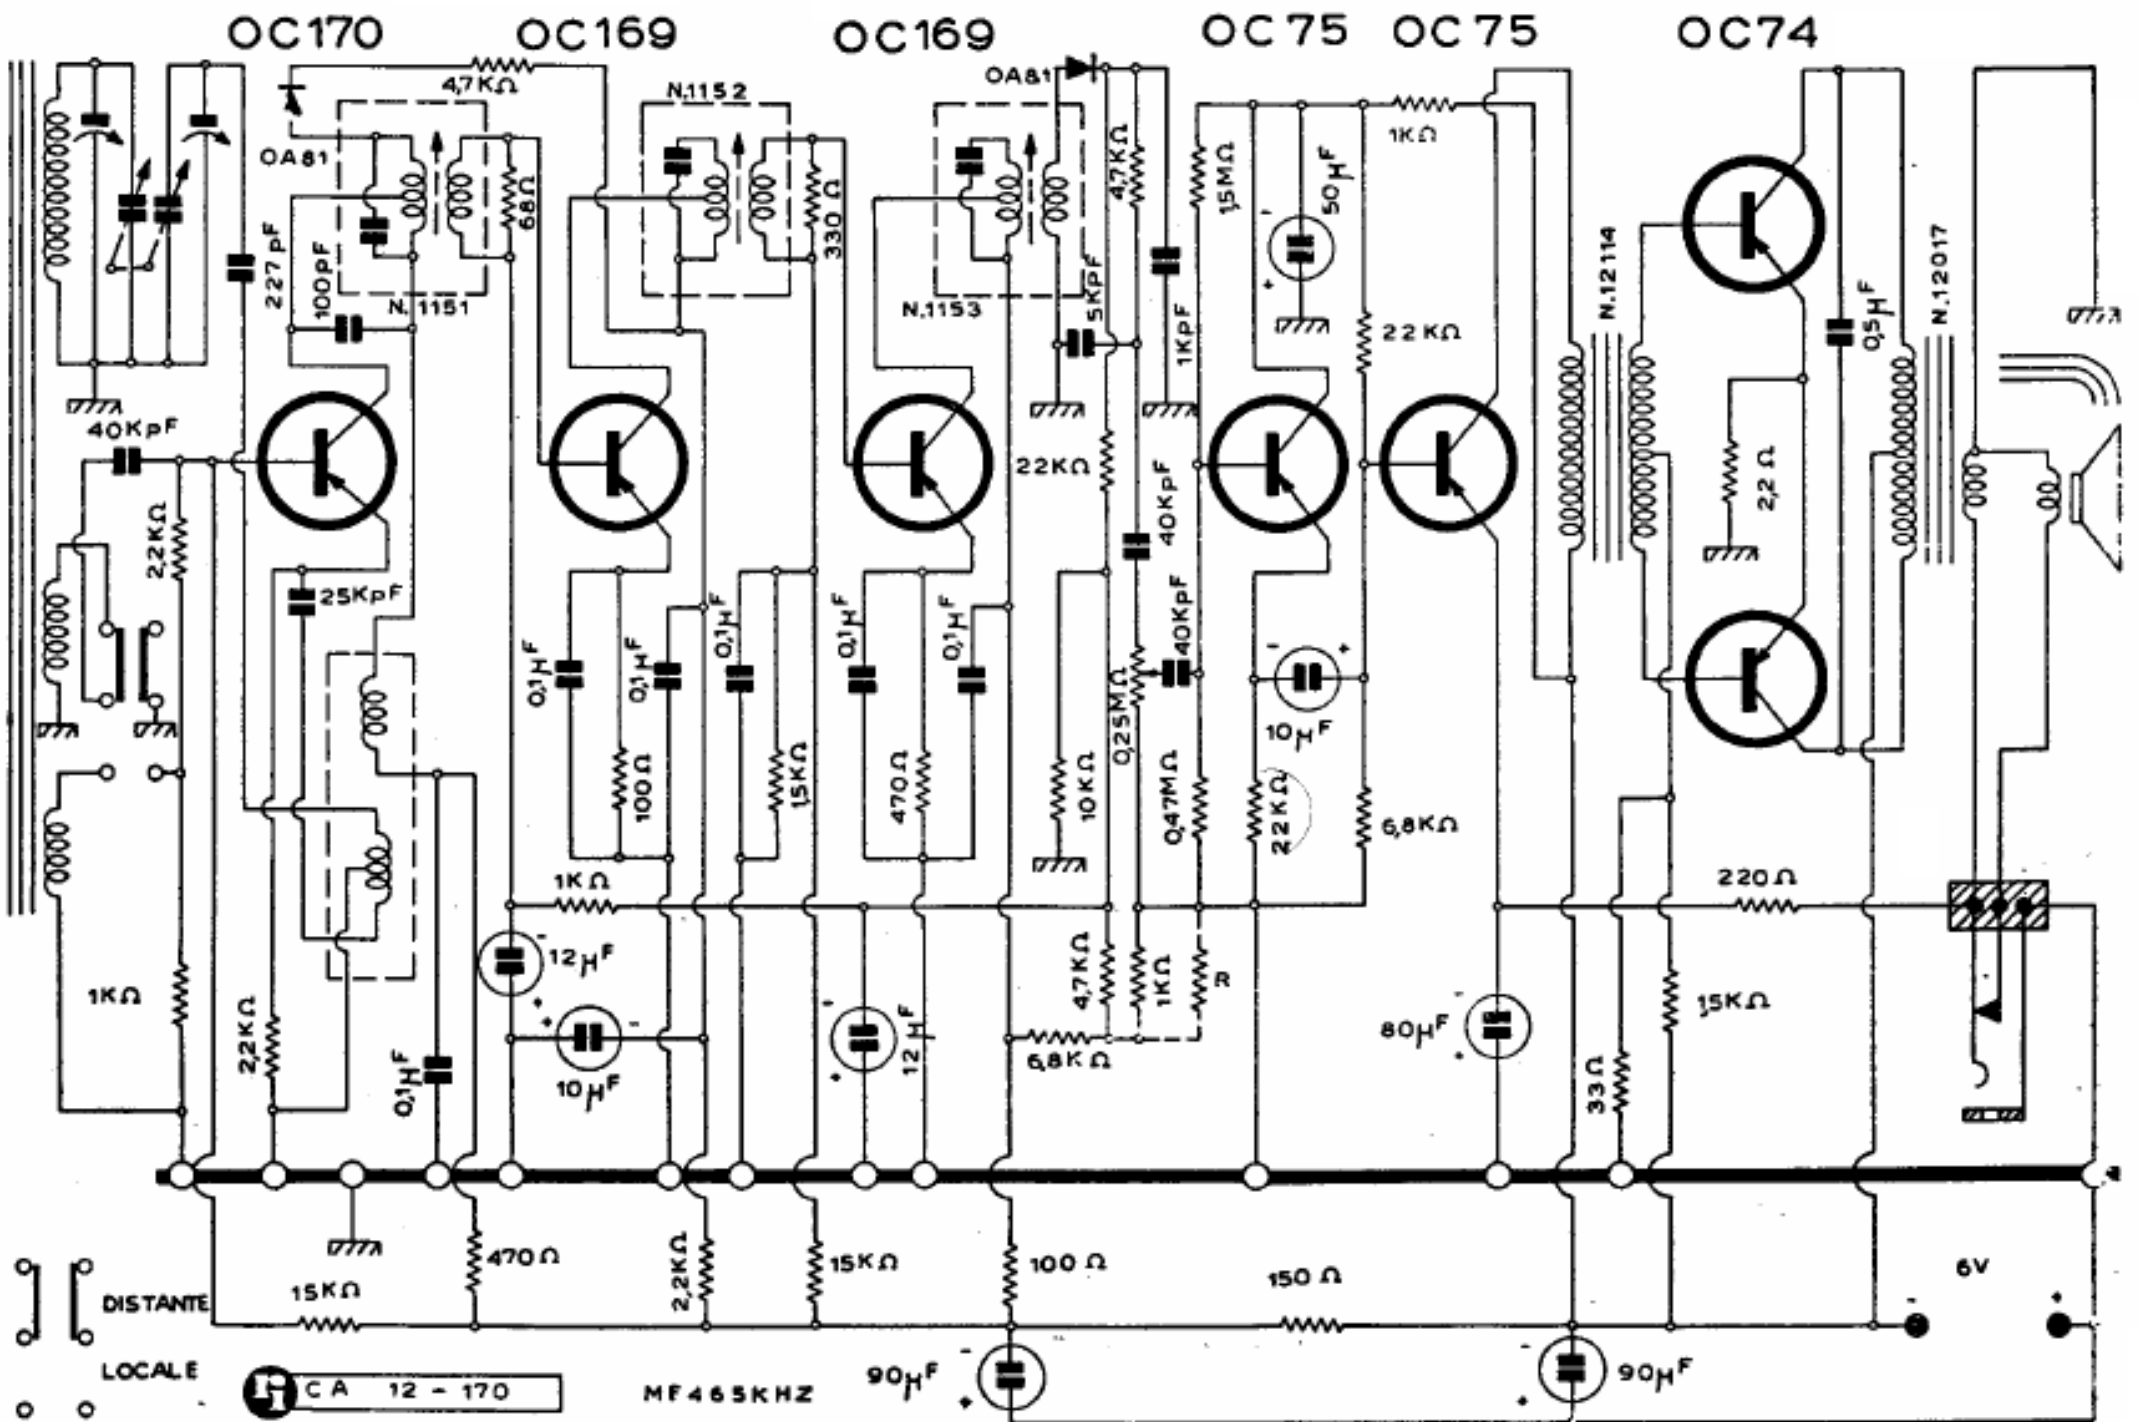 OC170 OC169 OC169 OC75 OC75 OC74
4,7KΩ
N.1152
OA81
1KΩ
OA81
68Ω
330 Ω
4,7KΩ
1,5MΩ
50µF
- +
227pF
100pF
N. 1151
N.1153
5KPF
1KpF
22KΩ
N.12114
0,5µF
N.12017
40KpF
2,2KΩ
22KΩ
40KpF
2,2 Ω
25KpF
0,1µF
0,1µF
0,1µF
0,1µF
0,1µF
40KpF
0,25MΩ
- +
10µF
100Ω
1,5KΩ
470Ω
10KΩ
0,47MΩ
2,2KΩ
6,8KΩ
1KΩ
220Ω
1KΩ
2,2KΩ
- 12µF +
+ -
10µF
0,1µF
- 12µF +
4,7KΩ
1KΩ
R
6,8KΩ
- 80µF +
33Ω
1,5KΩ
15KΩ
470Ω
2,2KΩ
15KΩ
100Ω
150Ω
6V
- +
DISTANTE
LOCALE
CA 12-170
MF465KHZ
90µF - +
- + 90µF